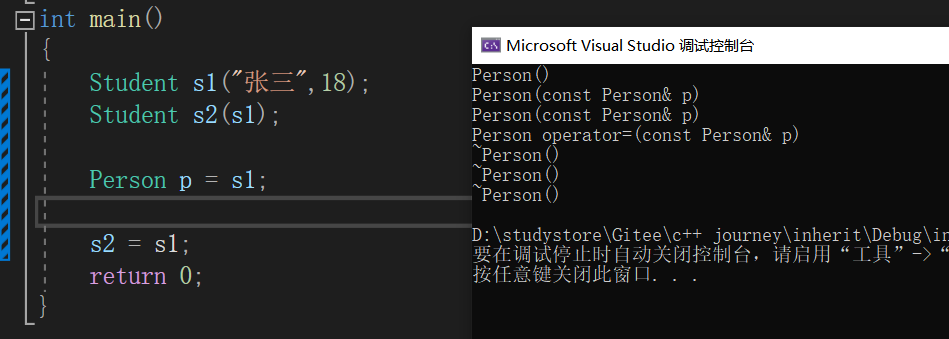 int main()
{
Student s1("张三",18);
Student s2(s1);
Person p = s1;
s2 = s1;
return 0;
}
C:\
Microsoft Visual Studio 调试控制台
Person()
Person(const Person& p)
Person(const Person& p)
Person operator=(const Person& p)
~Person()
~Person()
~Person()
D:\studystore\Gitee\c++ journey\inherit\Debug\in
要在调试停止时自动关闭控制台，请启用“工具”->“
按任意键关闭此窗口. . .